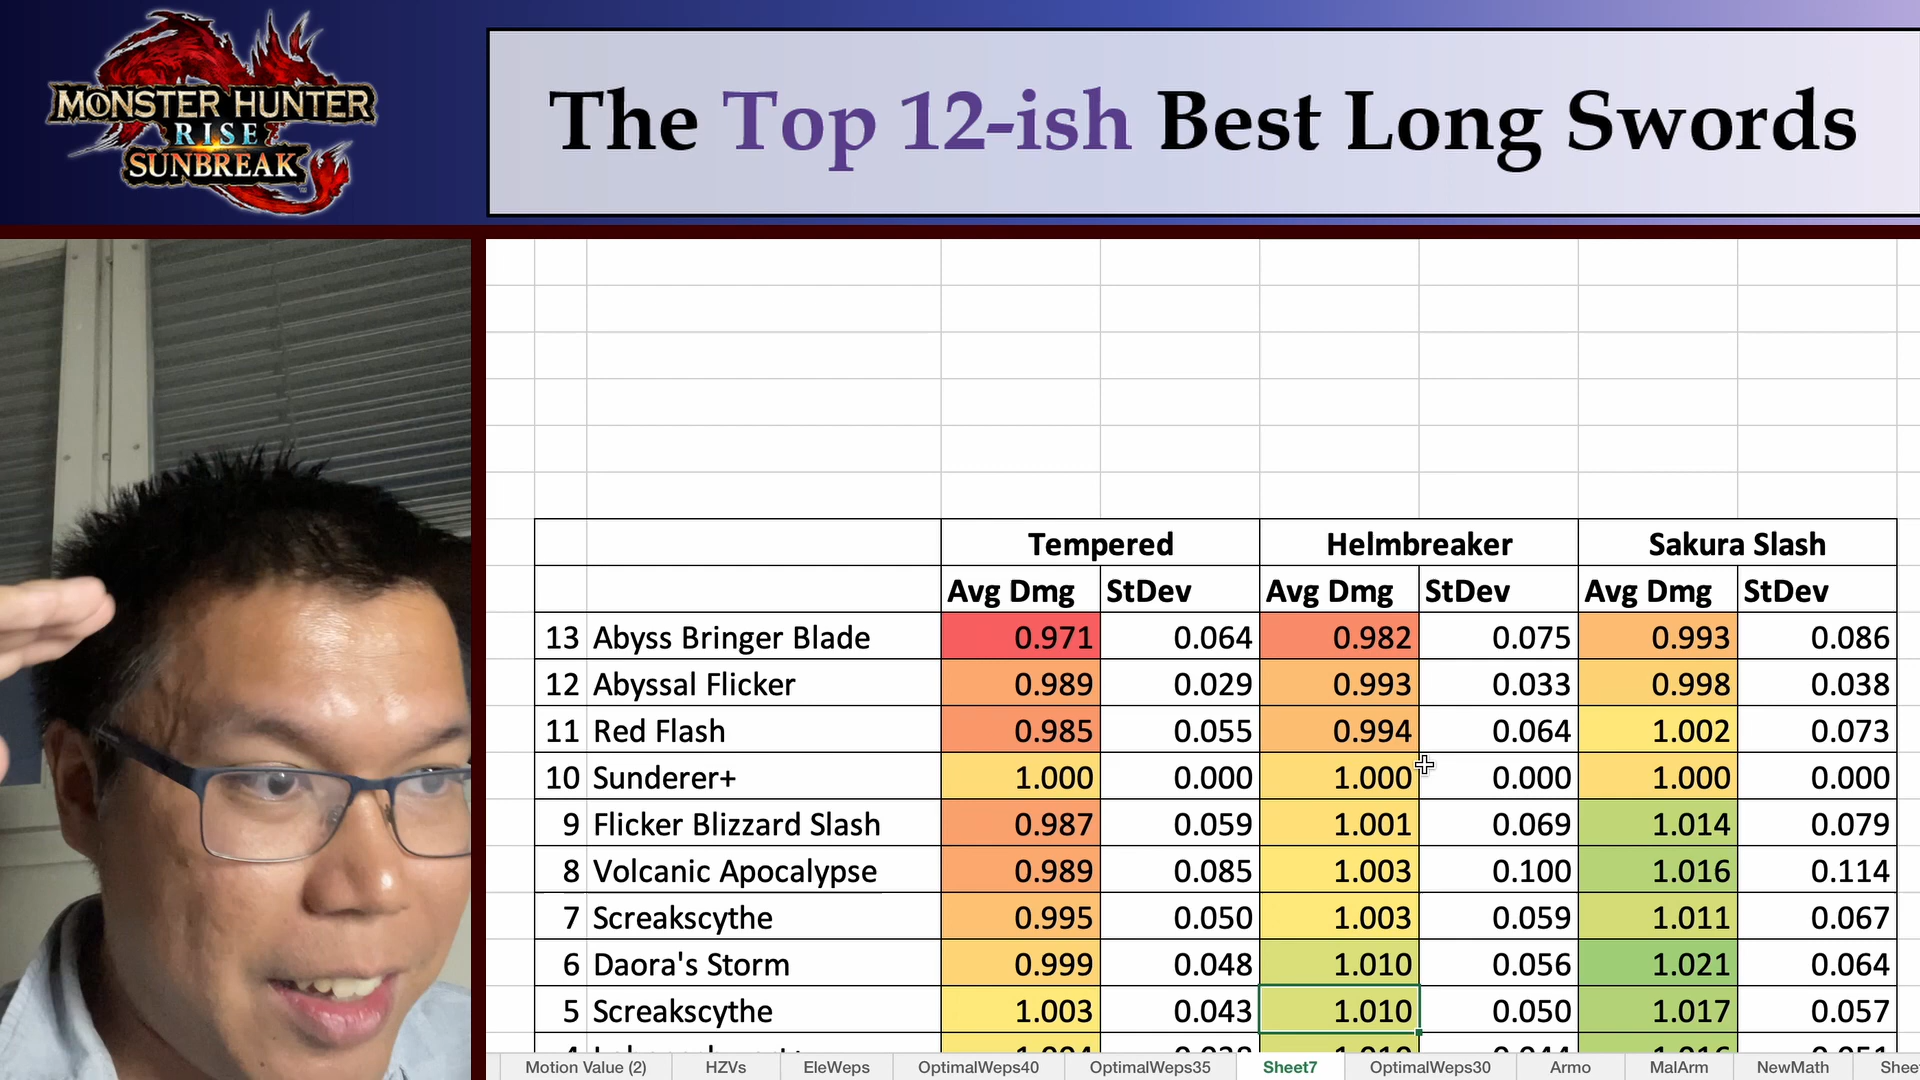 MONSTER HUNTER
RISE
SUNBREAK
The Top 12-ish Best Long Swords
Tempered Helmbreaker Sakura Slash
Avg Dmg StDev Avg Dmg StDev Avg Dmg StDev
13 Abyss Bringer Blade 0.971 0.064 0.982 0.075 0.993 0.086
12 Abyssal Flicker 0.989 0.029 0.993 0.033 0.998 0.038
11 Red Flash 0.985 0.055 0.994 0.064 1.002 0.073
10 Sunderer+ 1.000 0.000 1.000 0.000 1.000 0.000
9 Flicker Blizzard Slash 0.987 0.059 1.001 0.069 1.014 0.079
8 Volcanic Apocalypse 0.989 0.085 1.003 0.100 1.016 0.114
7 Screakscythe 0.995 0.050 1.003 0.059 1.011 0.067
6 Daora's Storm 0.999 0.048 1.010 0.056 1.021 0.064
5 Screakscythe 1.003 0.043 1.010 0.050 1.017 0.057
Motion Value (2) HZVs EleWeps OptimalWeps40 OptimalWeps35 Sheet7 OptimalWeps30 Armo MalArm NewMath Shee